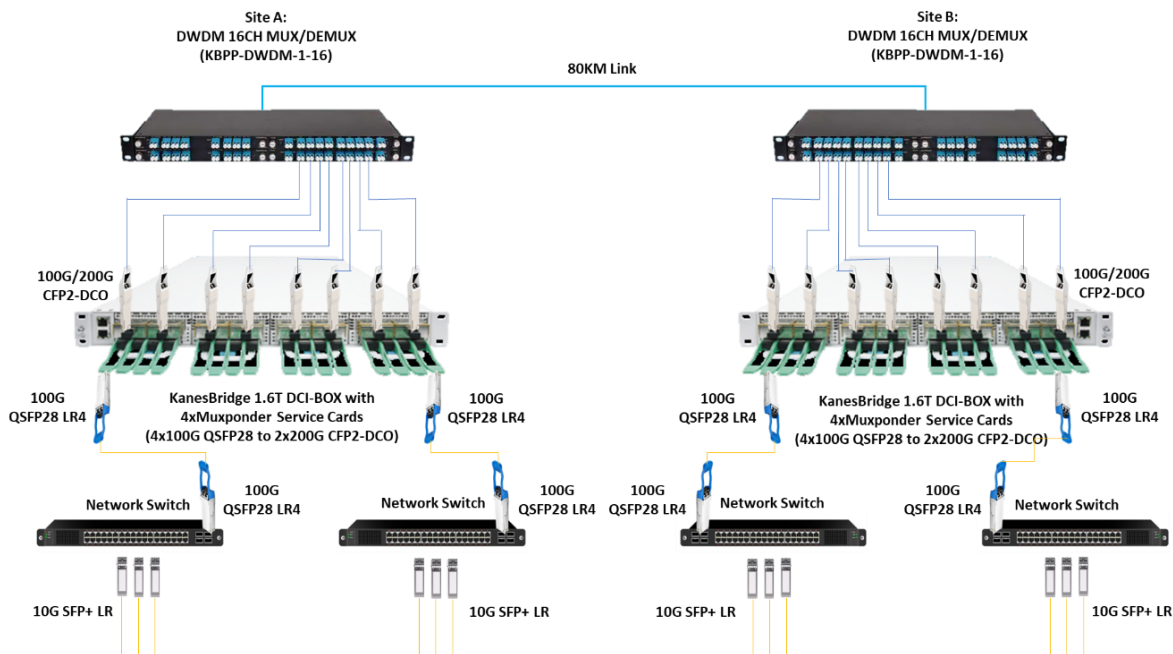 Site A:
DWDM 16CH MUX/DEMUX
(KBPP-DWDM-1-16)
Site B:
DWDM 16CH MUX/DEMUX
(KBPP-DWDM-1-16)
80KM Link
100G/200G
CFP2-DCO
100G/200G
CFP2-DCO
100G
QSFP28 LR4
KanesBridge 1.6T DCI-BOX with
4xMuxponder Service Cards
(4x100G QSFP28 to 2x200G CFP2-DCO)
100G
QSFP28 LR4
100G
QSFP28 LR4
KanesBridge 1.6T DCI-BOX with
4xMuxponder Service Cards
(4x100G QSFP28 to 2x200G CFP2-DCO)
100G
QSFP28 LR4
Network Switch
100G
QSFP28 LR4
Network Switch
100G
QSFP28 LR4
100G
QSFP28 LR4
Network Switch
100G
QSFP28 LR4
Network Switch
10G SFP+ LR
10G SFP+ LR
10G SFP+ LR
10G SFP+ LR